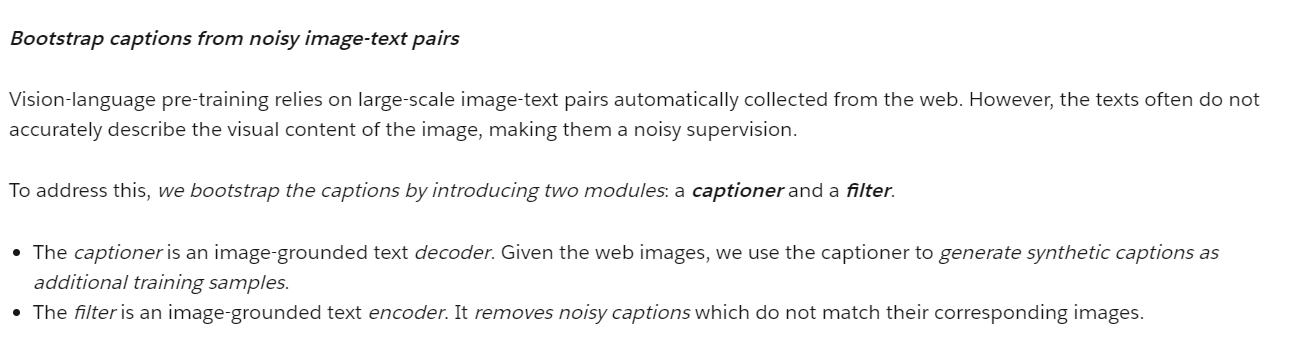 Bootstrap captions from noisy image-text pairs
Vision-language pre-training relies on large-scale image-text pairs automatically collected from the web. However, the texts often do not
accurately describe the visual content of the image, making them a noisy supervision.
To address this, we bootstrap the captions by introducing two modules: a captioner and a filter.
• The captioner is an image-grounded text decoder. Given the web images, we use the captioner to generate synthetic captions as
additional training samples.
• The filter is an image-grounded text encoder. It removes noisy captions which do not match their corresponding images.